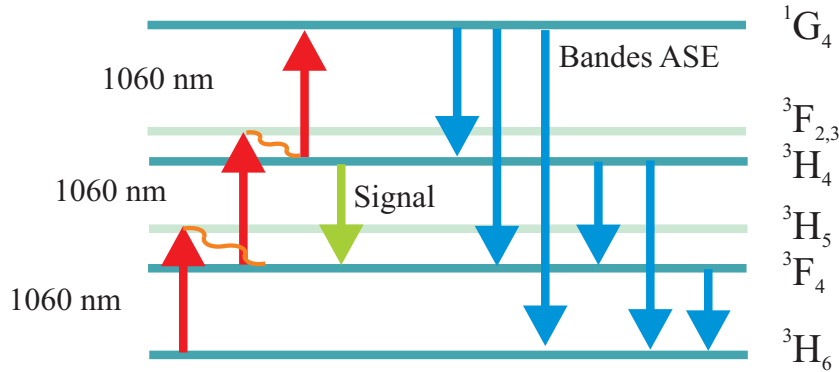 ¹G₄
Bandes ASE
1060 nm
³F₂,₃
³H₄
1060 nm
Signal
³H₅
³F₄
1060 nm
³H₆